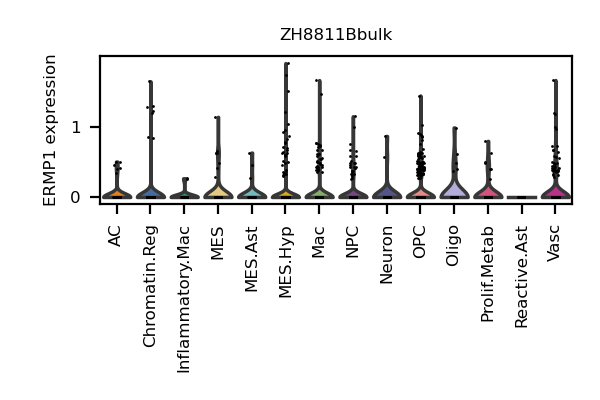 ZH8811Bbulk
ERMP1 expression
1
0
AC
Chromatin.Reg
Inflammatory.Mac
MES
MES.Ast
MES.Hyp
Mac
NPC
Neuron
OPC
Oligo
Prolif.Metab
Reactive.Ast
Vasc